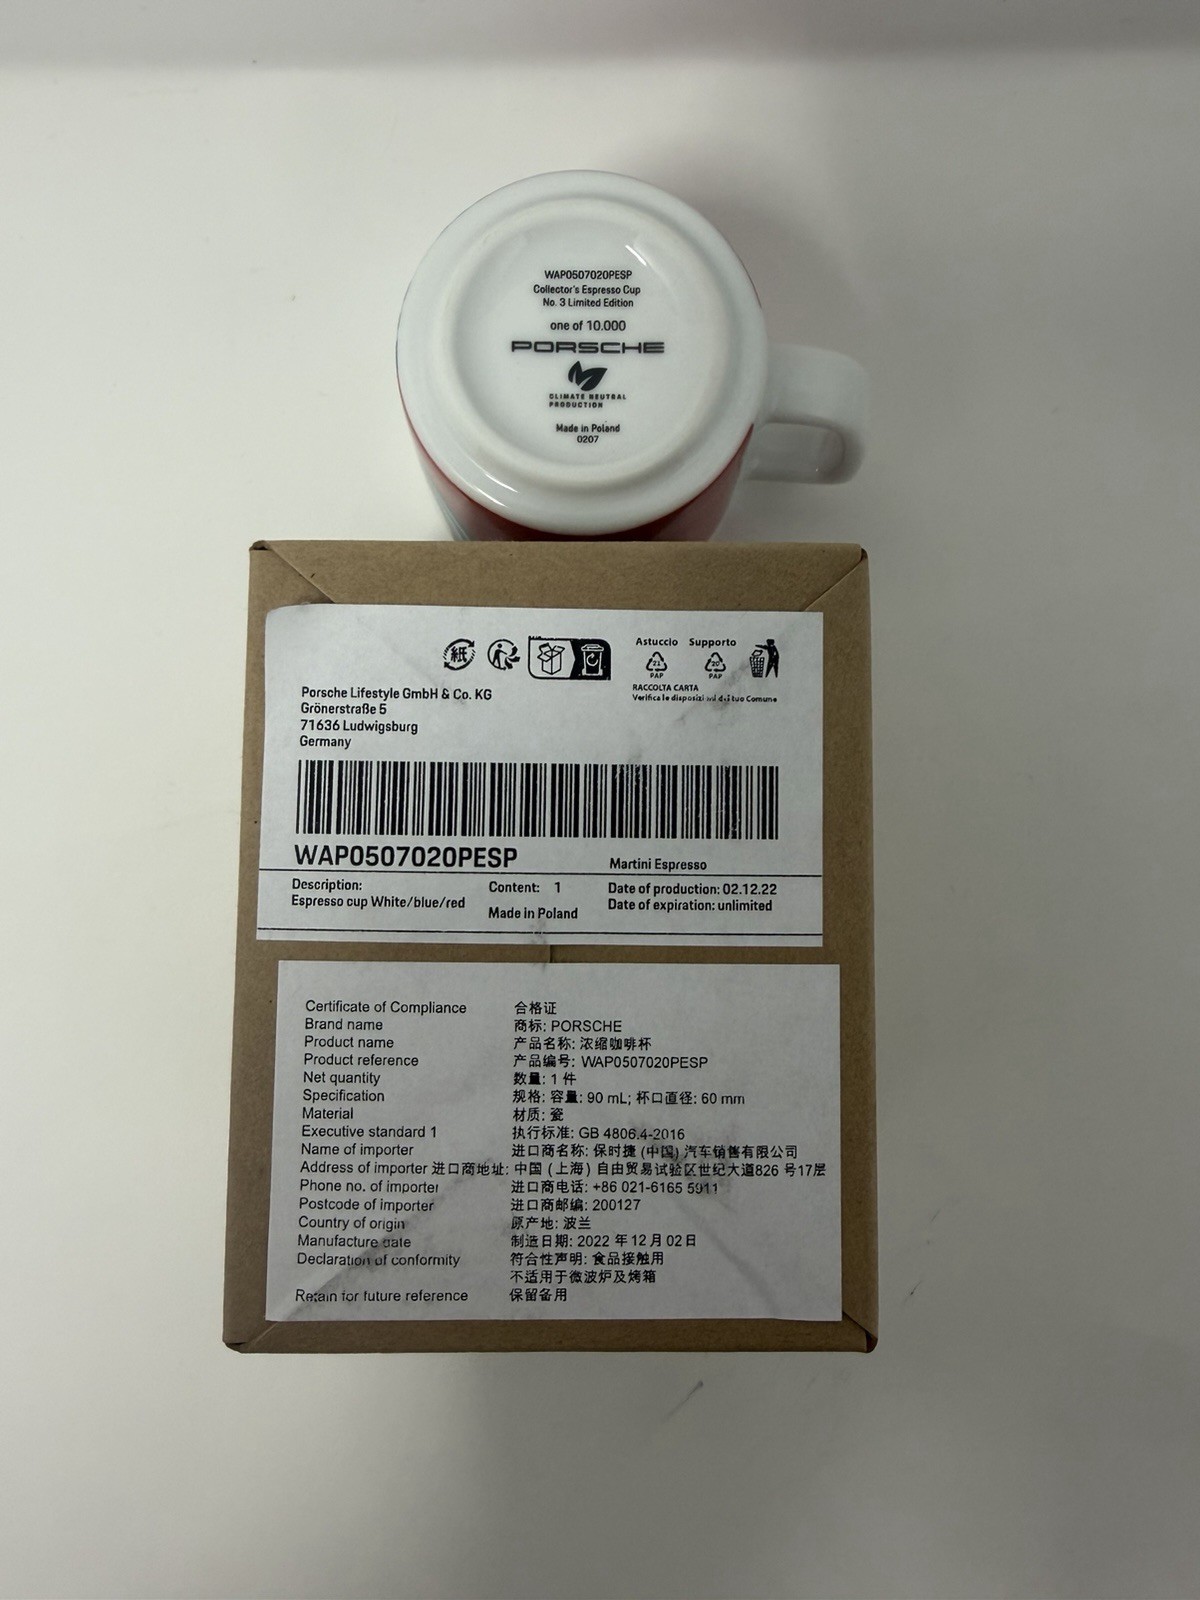 WAP0507020PESP
Collector's Espresso Cup
No. 3 Limited Edition
one of 10.000
PORSCHE
CLIMATE NEUTRAL
PRODUCTION
Made in Poland
0207
紙
Astuccio Supporto
21 20
PAP PAP
RACCOLTA CARTA
Verifica le disposizioni del tuo Comune
Porsche Lifestyle GmbH & Co. KG
Grönerstraße 5
71636 Ludwigsburg
Germany
WAP0507020PESP
Martini Espresso
Description: Content: 1 Date of production: 02.12.22
Espresso cup White/blue/red Made in Poland Date of expiration: unlimited
Certificate of Compliance 合格证
Brand name 商标: PORSCHE
Product name 产品名称: 浓缩咖啡杯
Product reference 产品编号: WAP0507020PESP
Net quantity 数量: 1 件
Specification 规格: 容量: 90 mL; 杯口直径: 60 mm
Material 材质: 瓷
Executive standard 1 执行标准: GB 4806.4-2016
Name of importer 进口商名称: 保时捷 (中国) 汽车销售有限公司
Address of importer 进口商地址: 中国 (上海) 自由贸易试验区世纪大道826 号17层
Phone no. of importer 进口商电话: +86 021-6165 5911
Postcode of importer 进口商邮编: 200127
Country of origin 原产地: 波兰
Manufacture date 制造日期: 2022 年 12 月 02 日
Declaration of conformity 符合性声明: 食品接触用
不适用于微波炉及烤箱
Retain for future reference 保留备用